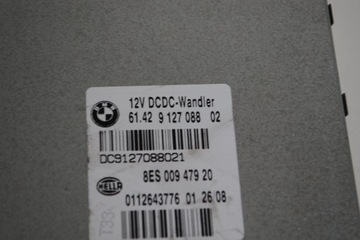 BMW
12V DCDC-Wandler
61.42 9 127 088 02
DC9127088021
HELLA
8ES 009 479 20
0112643776 01 26 08